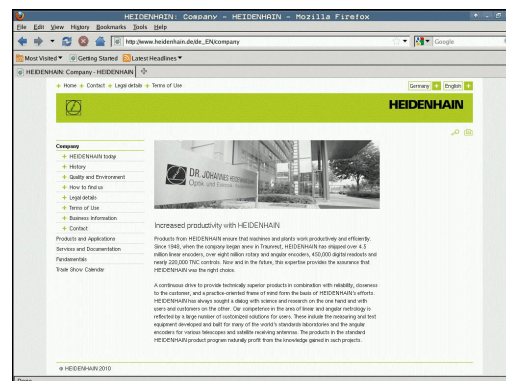 HEIDENHAIN: Company - HEIDENHAIN - Mozilla Firefox
File Edit View History Bookmarks Tools Help
http://www.heidenhain.de/de_EN/company
Google
Most Visited Getting Started Latest Headlines
HEIDENHAIN: Company - HEIDENHAIN
+ Home + Contact + Legal details + Terms of Use
Germany + English +
HEIDENHAIN
Company
+ HEIDENHAIN today
+ History
+ Quality and Environment
+ How to find us
+ Legal details
+ Terms of Use
+ Business Information
+ Contact
Products and Applications
Services and Documentation
Fundamentals
Trade Show Calendar
DR. JOHANNES HEIDENHAIN
Optik und Elektronik
Increased productivity with HEIDENHAIN
Products from HEIDENHAIN ensure that machines and plants work productively and efficiently.
Since 1948, when the company began anew in Traunreut, HEIDENHAIN has shipped over 4.5
million linear encoders, over eight million rotary and angular encoders, 450,000 digital readouts and
nearly 220,000 TNC controls. Now and in the future, this expertise provides the assurance that
HEIDENHAIN was the right choice.
A continuous drive to provide technically superior products in combination with reliability, closeness
to the customer, and a practice-oriented frame of mind form the basis of HEIDENHAIN's efforts.
HEIDENHAIN has always sought a dialog with science and research on the one hand and with
users and customers on the other. Our competence in the area of linear and angular metrology is
reflected by a large number of customized solutions for users. These include the measuring and test
equipment developed and built for many of the world's standards laboratories and the angular
encoders for various telescopes and satellite receiving antennas. The products in the standard
HEIDENHAIN product program naturally profit from the knowledge gained in such projects.
© HEIDENHAIN 2010
Done